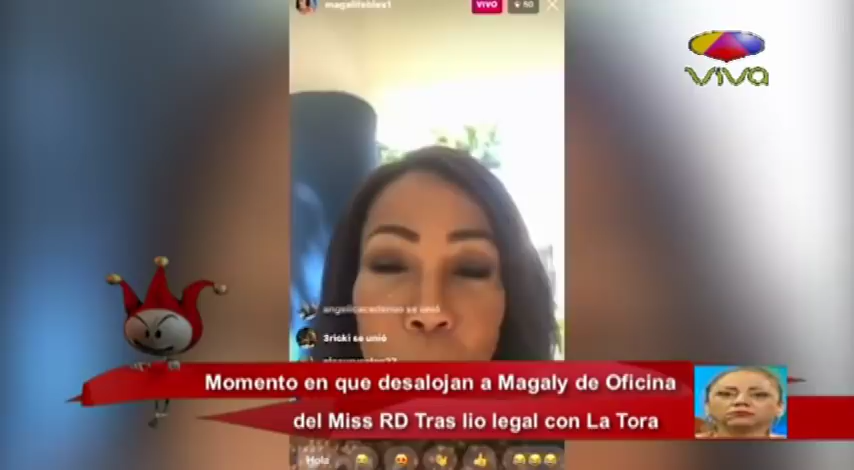 magalifebles1
VIVO
50
VIVA
angelicacedenso se unió
3ricki se unió
Momento en que desalojan a Magaly de Oficina
del Miss RD Tras lio legal con La Tora
Hola